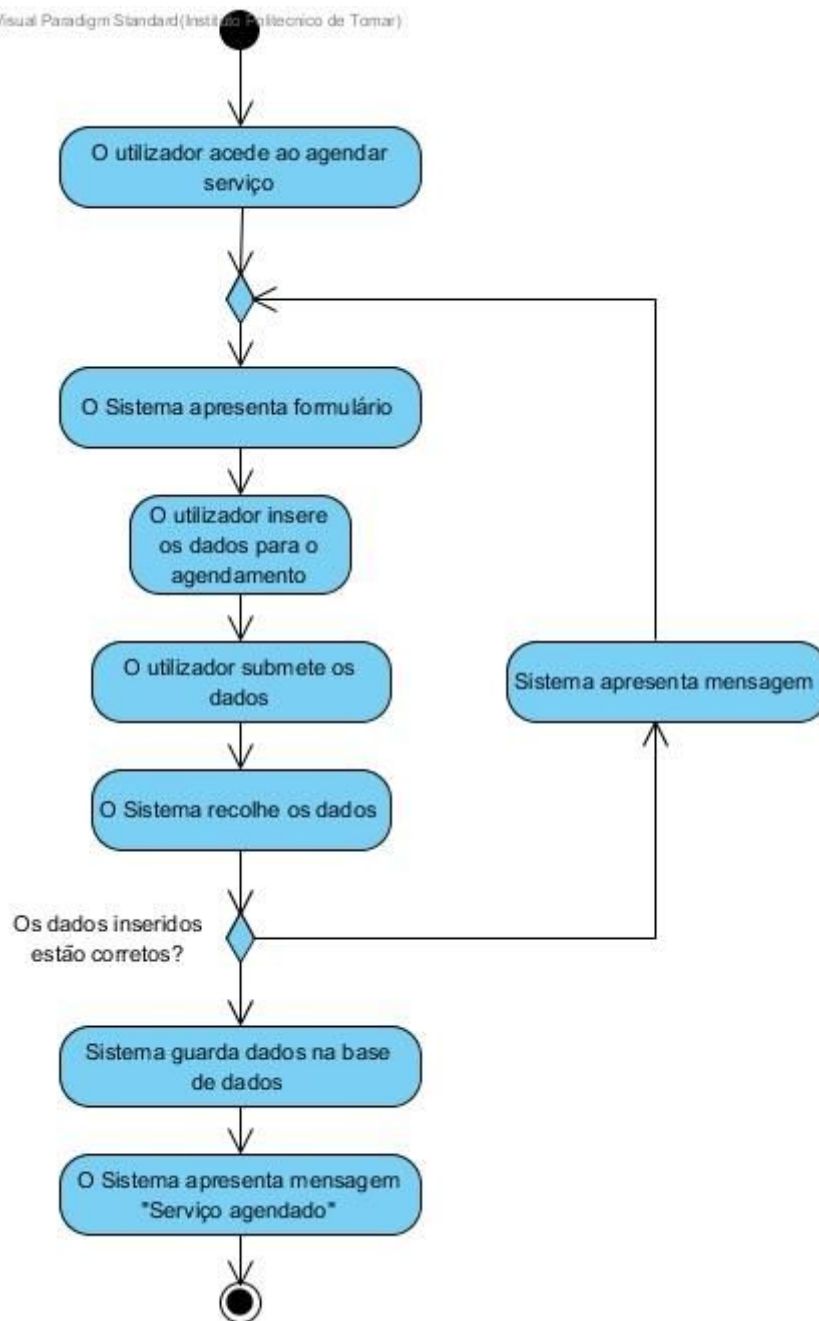 Visual Paradigm Standard(Instituto Politecnico de Tomar)
O utilizador acede ao agendar
serviço
O Sistema apresenta formulário
O utilizador insere
os dados para o
agendamento
O utilizador submete os
dados
Sistema apresenta mensagem
O Sistema recolhe os dados
Os dados inseridos
estão corretos?
Sistema guarda dados na base
de dados
O Sistema apresenta mensagem
"Serviço agendado"